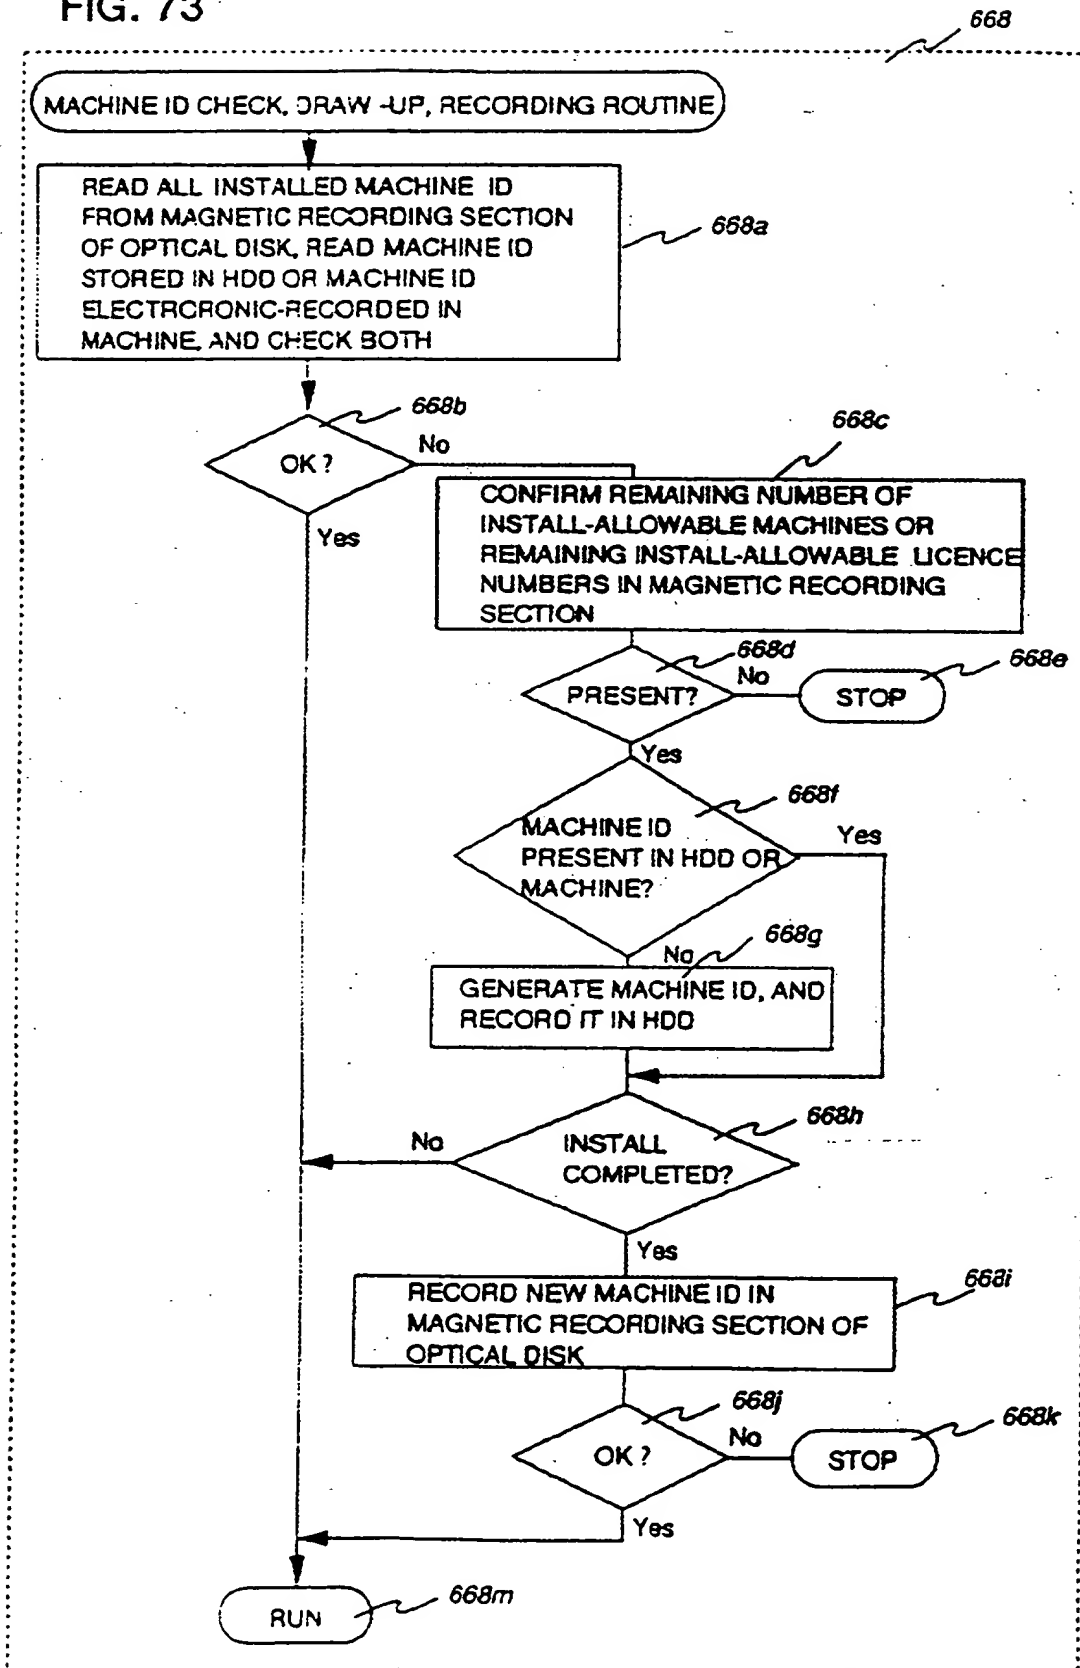 FIG. 73
668
MACHINE ID CHECK, DRAW -UP, RECORDING ROUTINE
READ ALL INSTALLED MACHINE ID
FROM MAGNETIC RECORDING SECTION
OF OPTICAL DISK, READ MACHINE ID
STORED IN HDD OR MACHINE ID
ELECTRCRONIC-RECORDED IN
MACHINE, AND CHECK BOTH
668a
668b
OK ?
No
Yes
668c
CONFIRM REMAINING NUMBER OF
INSTALL-ALLOWABLE MACHINES OR
REMAINING INSTALL-ALLOWABLE LICENCE
NUMBERS IN MAGNETIC RECORDING
SECTION
668d
PRESENT?
No
STOP
668e
Yes
668f
MACHINE ID
PRESENT IN HDD OR
MACHINE?
Yes
No
668g
GENERATE MACHINE ID, AND
RECORD IT IN HDD
668h
INSTALL
COMPLETED?
No
Yes
668i
RECORD NEW MACHINE ID IN
MAGNETIC RECORDING SECTION OF
OPTICAL DISK
668j
OK ?
No
STOP
668k
Yes
RUN
668m